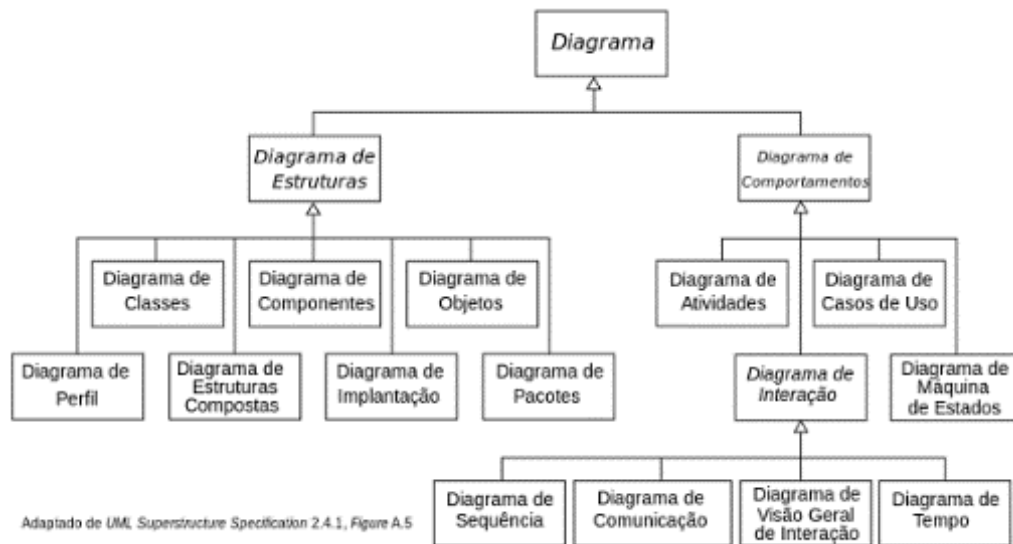 Diagrama
Diagrama de
Estruturas
Diagrama de
Comportamentos
Diagrama de
Classes
Diagrama de
Componentes
Diagrama de
Objetos
Diagrama de
Atividades
Diagrama de
Casos de Uso
Diagrama de
Perfil
Diagrama de
Estruturas
Compostas
Diagrama de
Implantação
Diagrama de
Pacotes
Diagrama de
Interação
Diagrama de
Máquina
de Estados
Diagrama de
Sequência
Diagrama de
Comunicação
Diagrama de
Visão Geral
de Interação
Diagrama de
Tempo
Adaptado de UML Superstructure Specification 2.4.1, Figure A.5